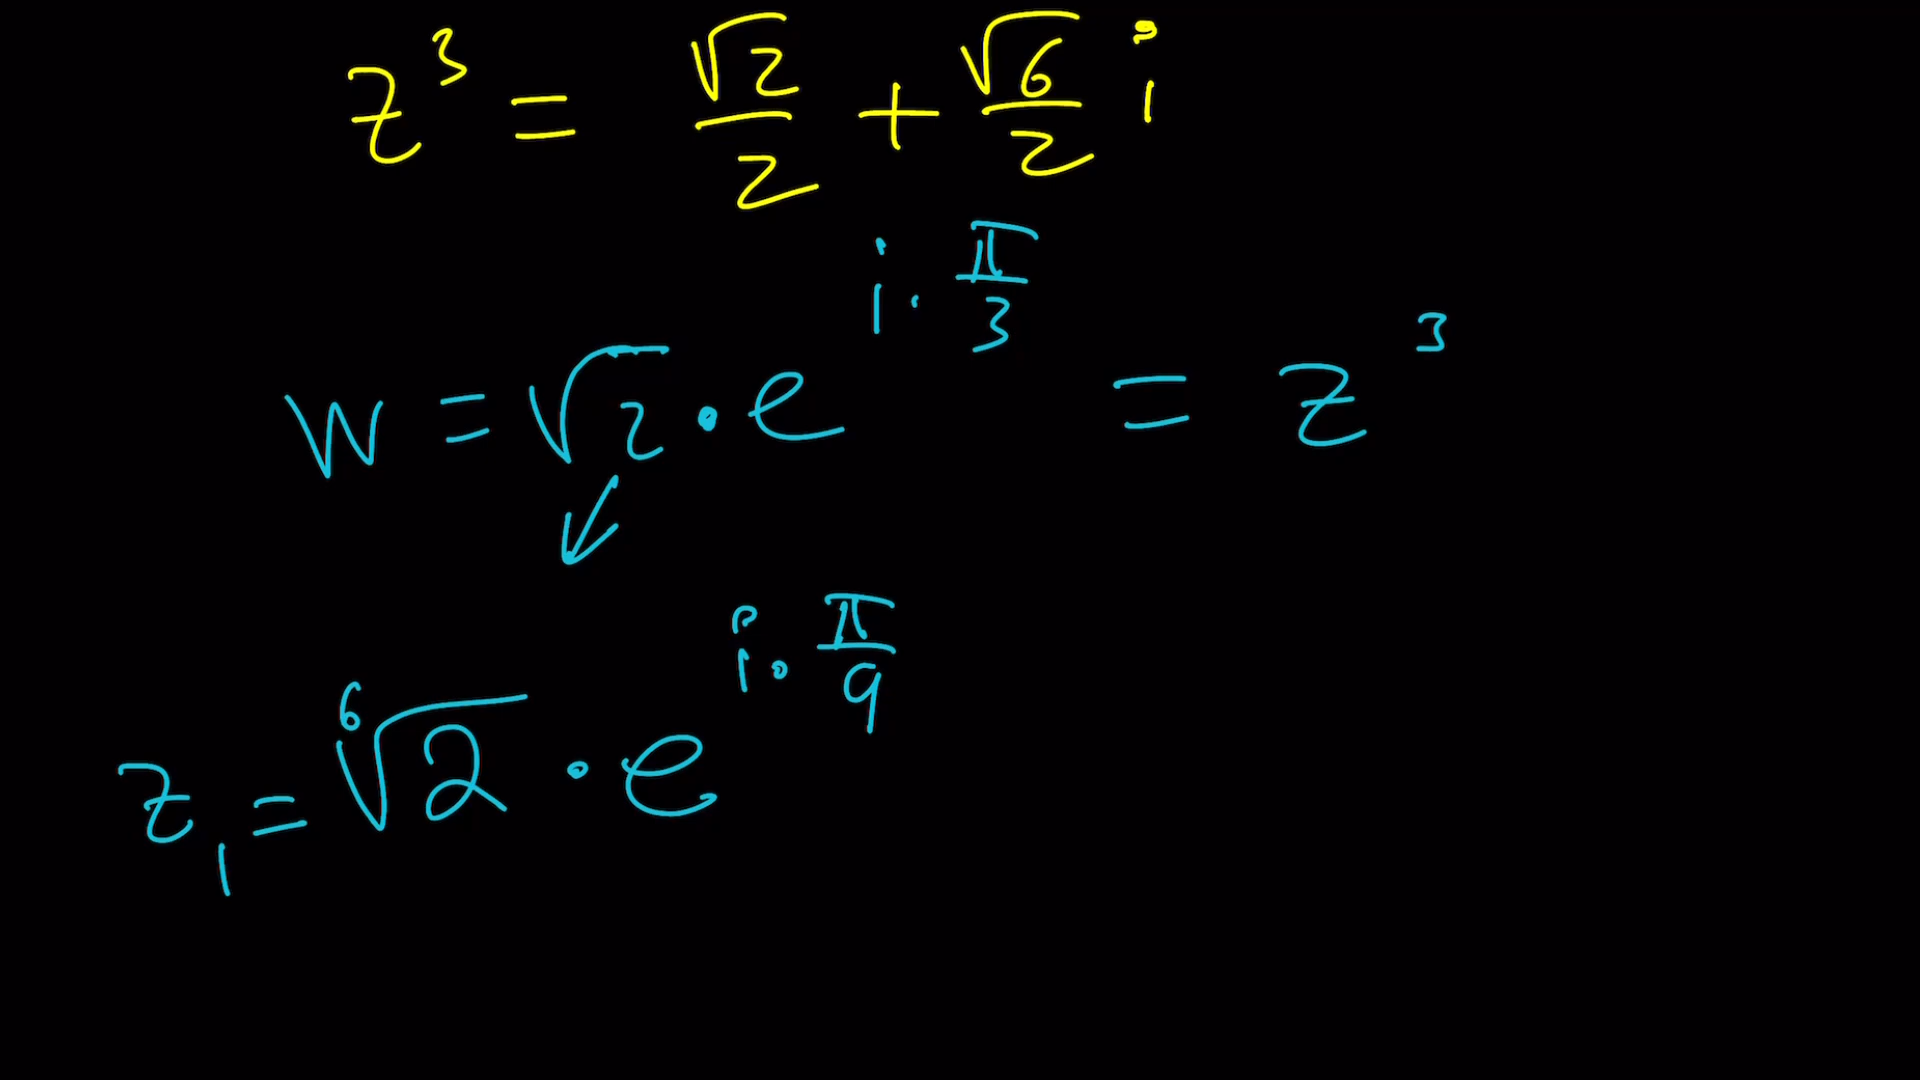 z³ = √2/2 + √6/2 i
w = √2 · e^(i · π/3) = z³
z₁ = ⁶√2 · e^(i · π/9)